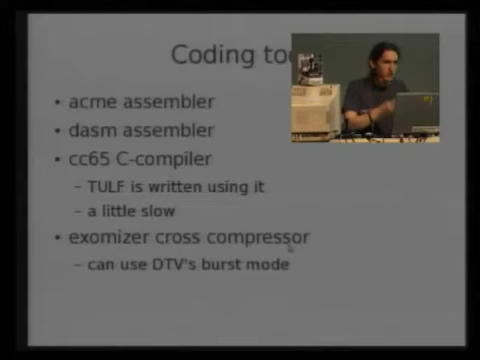 Coding to
• acme assembler
• dasm assembler
• cc65 C-compiler
– TULF is written using it
– a little slow
• exomizer cross compressor
– can use DTV's burst mode